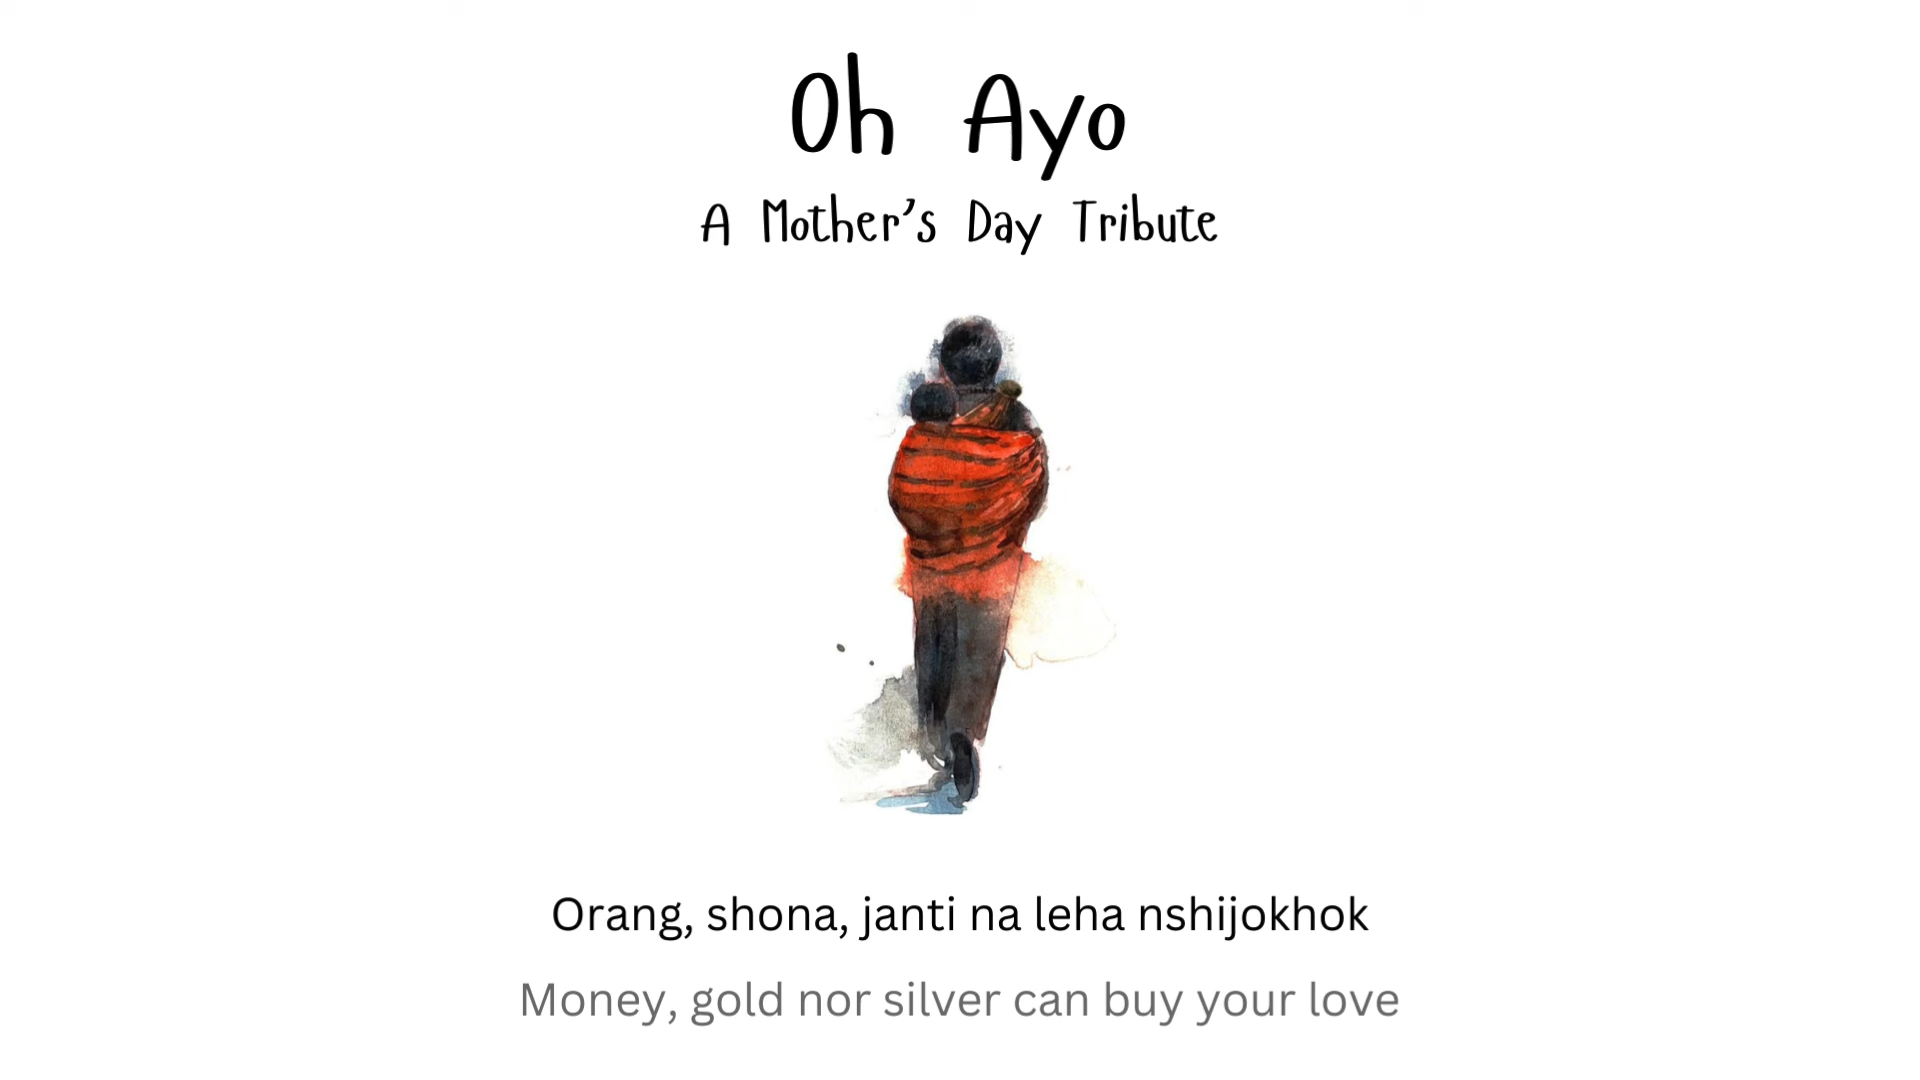 Oh Ayo
A Mother’s Day Tribute
Orang, shona, janti na leha nshijokhok
Money, gold nor silver can buy your love